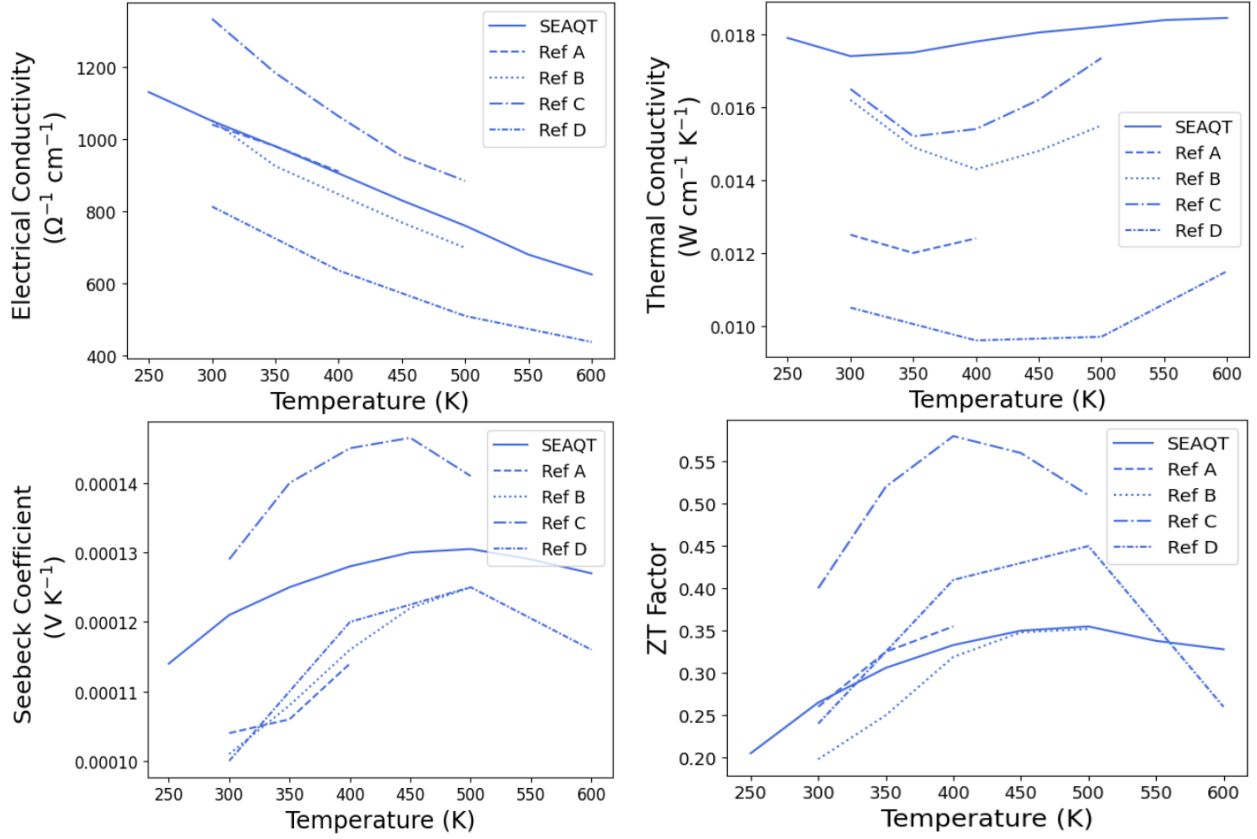 Electrical Conductivity
(Ω⁻¹ cm⁻¹)
1200
1000
800
600
400
SEAQT
Ref A
Ref B
Ref C
Ref D
250 300 350 400 450 500 550 600
Temperature (K)
Thermal Conductivity
(W cm⁻¹ K⁻¹)
0.018
0.016
0.014
0.012
0.010
SEAQT
Ref A
Ref B
Ref C
Ref D
250 300 350 400 450 500 550 600
Temperature (K)
Seebeck Coefficient
(V K⁻¹)
0.00014
0.00013
0.00012
0.00011
0.00010
SEAQT
Ref A
Ref B
Ref C
Ref D
250 300 350 400 450 500 550 600
Temperature (K)
ZT Factor
0.55
0.50
0.45
0.40
0.35
0.30
0.25
0.20
SEAQT
Ref A
Ref B
Ref C
Ref D
250 300 350 400 450 500 550 600
Temperature (K)